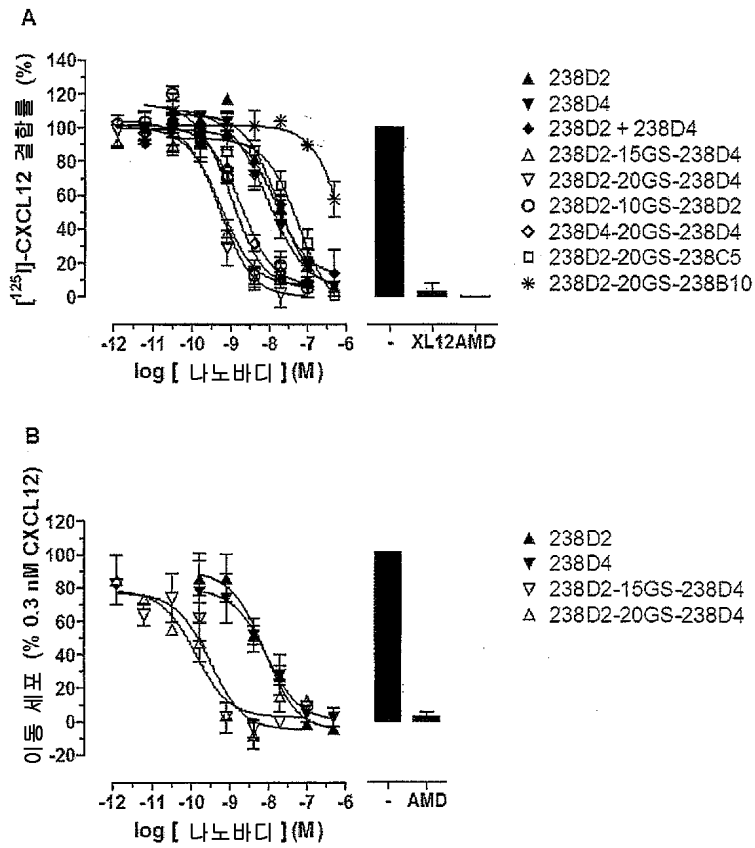 A
[125I]-CXCL12 결합률 (%)
140
120
100
80
60
40
20
0
-12 -11 -10 -9 -8 -7 -6
log [ 나노바디 ](M)
- XL12AMD
238D2
238D4
238D2 + 238D4
238D2-15GS-238D4
238D2-20GS-238D4
238D2-10GS-238D2
238D4-20GS-238D4
238D2-20GS-238C5
238D2-20GS-238B10
B
이동 세포 (% 0.3 nM CXCL12)
120
100
80
60
40
20
0
-20
-12 -11 -10 -9 -8 -7 -6
log [ 나노바디 ](M)
- AMD
238D2
238D4
238D2-15GS-238D4
238D2-20GS-238D4